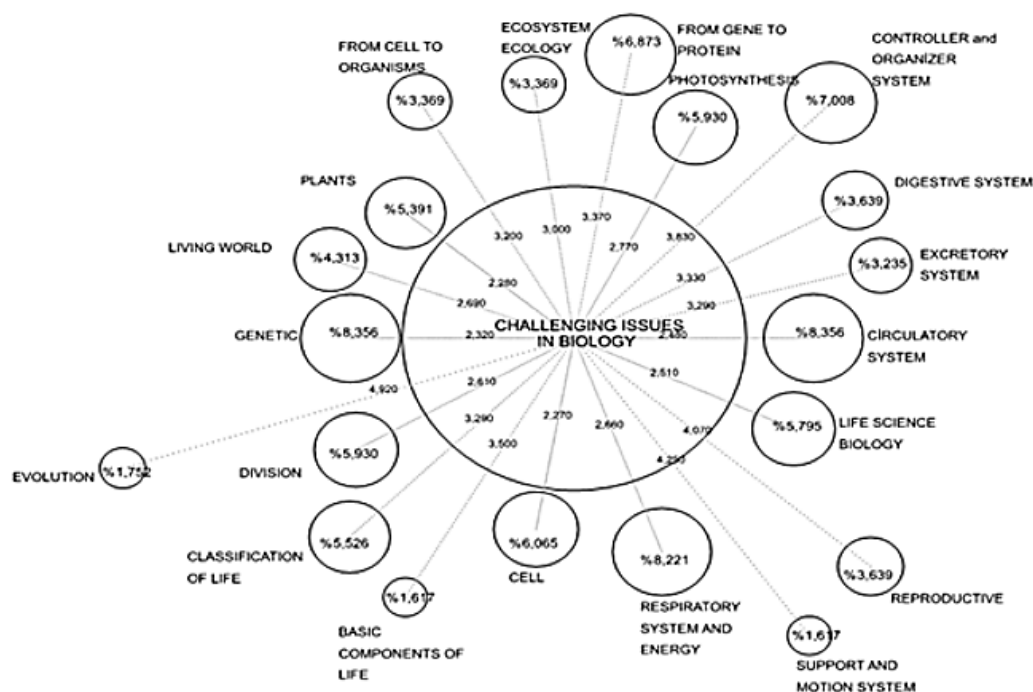 ECOSYSTEM
ECOLOGY
%3,369
FROM GENE TO
PROTEIN
%6,873
CONTROLLER and
ORGANİZER
SYSTEM
%7,008
FROM CELL TO
ORGANISMS
%3,369
PHOTOSYNTHESIS
%5,930
DIGESTIVE SYSTEM
%3,639
PLANTS
%5,391
LIVING WORLD
%4,313
EXCRETORY
SYSTEM
%3,235
3,200
3,000
3,370
2,770
3,830
3,330
3,290
2,280
2,690
GENETIC
%8,356
2,320
CHALLENGING ISSUES
IN BIOLOGY
%8,356
CİRCULATORY
SYSTEM
4,920
2,610
3,290
3,500
2,270
2,660
2,510
4,070
%5,795
LIFE SCIENCE
BIOLOGY
EVOLUTION
%1,752
DIVISION
%5,930
CLASSIFICATION
OF LIFE
%5,526
%1,617
BASIC
COMPONENTS OF
LIFE
%6,065
CELL
%8,221
RESPIRATORY
SYSTEM AND
ENERGY
%3,639
REPRODUCTIVE
%1,617
SUPPORT AND
MOTION SYSTEM